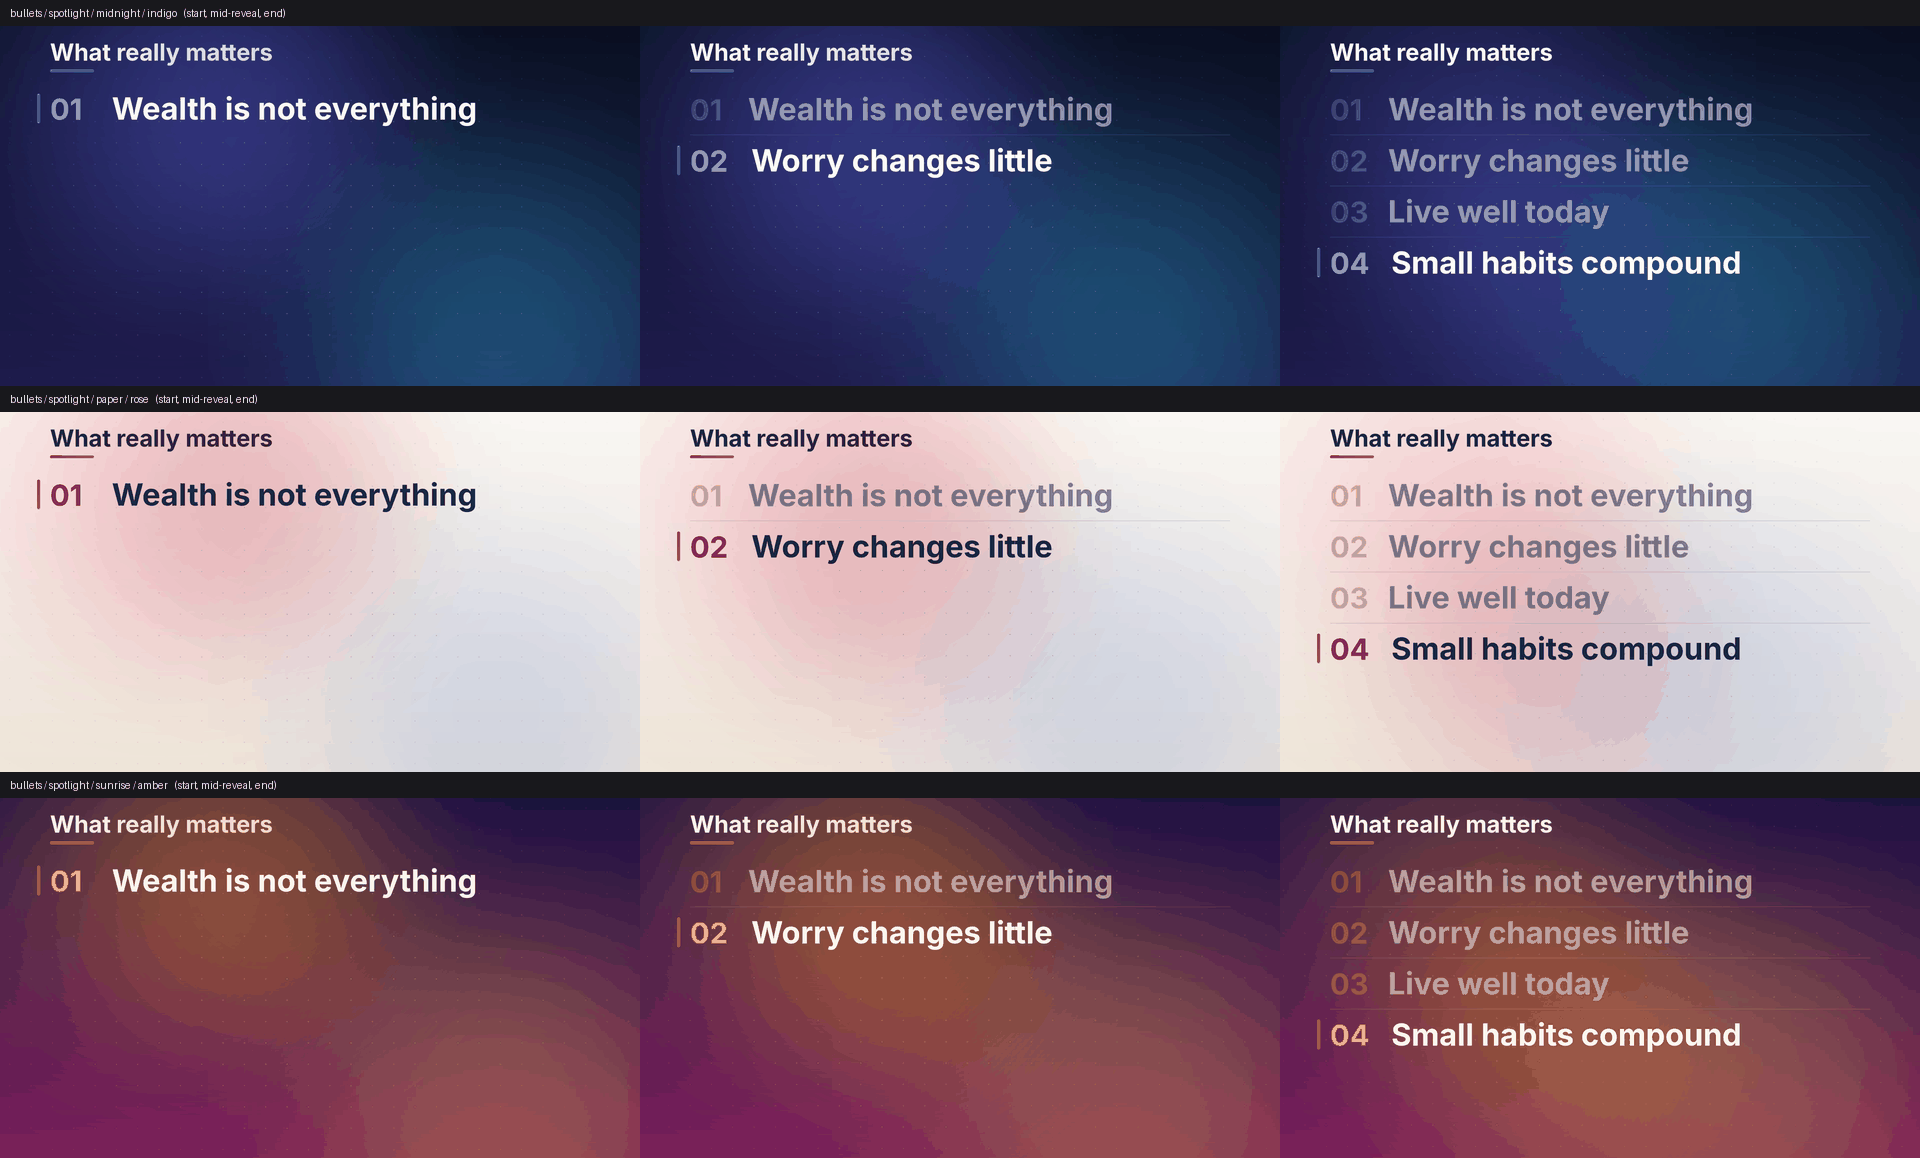 bullets / spotlight / midnight / indigo (start, mid-reveal, end)
What really matters
01 Wealth is not everything
What really matters
01 Wealth is not everything
02 Worry changes little
What really matters
01 Wealth is not everything
02 Worry changes little
03 Live well today
04 Small habits compound
bullets / spotlight / paper / rose (start, mid-reveal, end)
What really matters
01 Wealth is not everything
What really matters
01 Wealth is not everything
02 Worry changes little
What really matters
01 Wealth is not everything
02 Worry changes little
03 Live well today
04 Small habits compound
bullets / spotlight / sunrise / amber (start, mid-reveal, end)
What really matters
01 Wealth is not everything
What really matters
01 Wealth is not everything
02 Worry changes little
What really matters
01 Wealth is not everything
02 Worry changes little
03 Live well today
04 Small habits compound